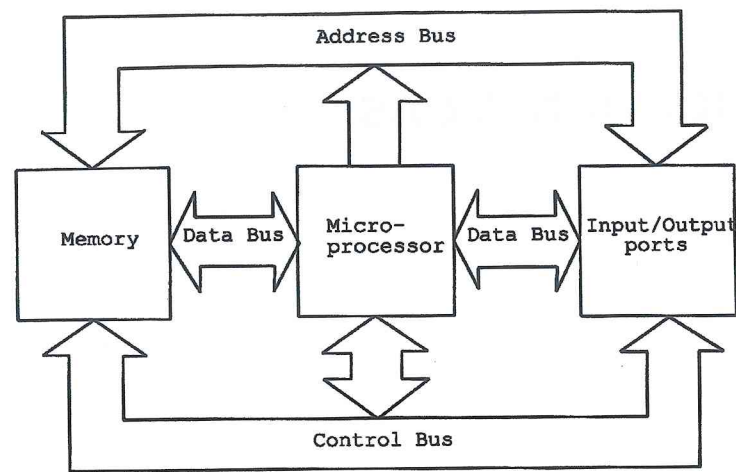 Address Bus
Memory
Data Bus
Micro-
processor
Data Bus
Input/Output
ports
Control Bus